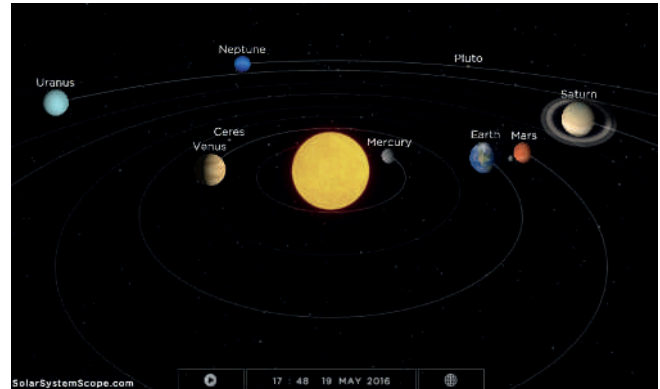 Neptune
Pluto
Uranus
Saturn
Ceres
Venus
Mercury
Earth
Mars
17 : 48 19 MAY 2016
SolarSystemScope.com